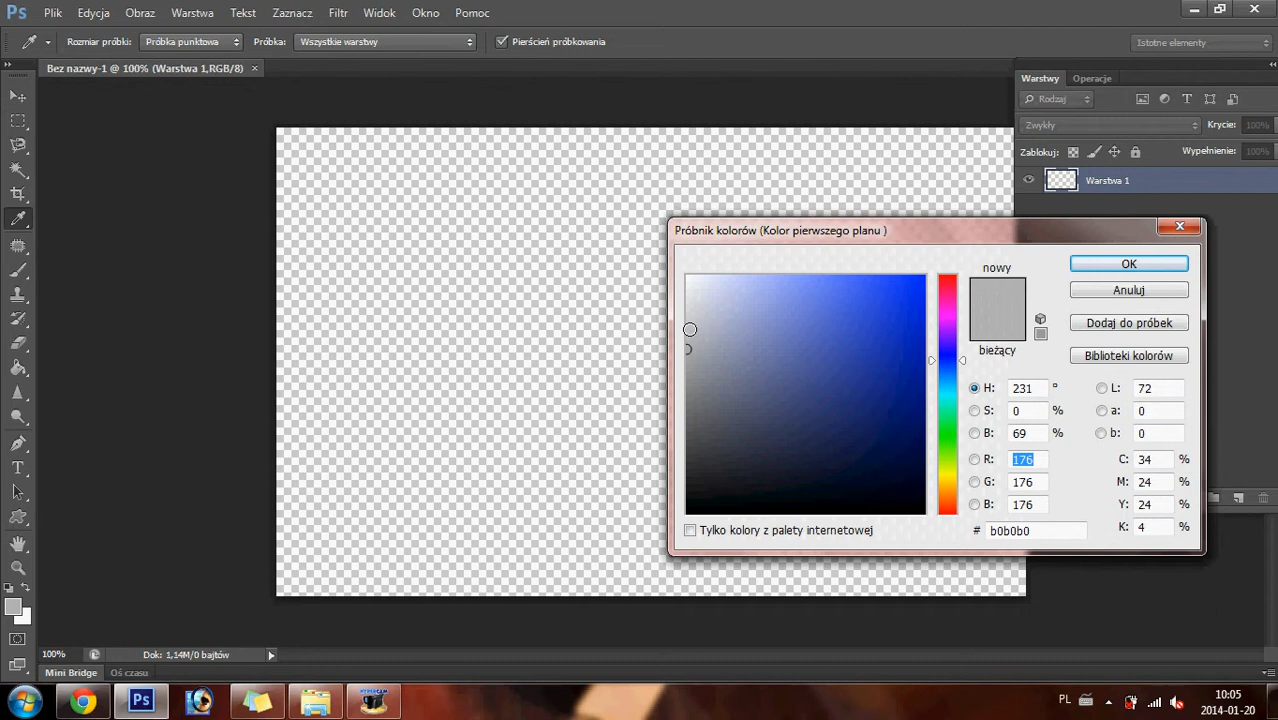 Ps Plik Edycja Obraz Warstwa Tekst Zaznacz Filtr Widok Okno Pomoc
Rozmiar próbki: Próbka punktowa Próbka: Wszystkie warstwy Pierścień próbkowania Istotne elementy
Bez nazwy-1 @ 100% (Warstwa 1,RGB/8) ×
Warstwy Operacje
Rodzaj
Zwykły Krycie: 100%
Zablokuj: Wypełnienie: 100%
Warstwa 1
Próbnik kolorów (Kolor pierwszego planu )
nowy
bieżący
OK
Anuluj
Dodaj do próbek
Biblioteki kolorów
H: 231 ° L: 72
S: 0 % a: 0
B: 69 % b: 0
R: 176 C: 34 %
G: 176 M: 24 %
B: 176 Y: 24 %
# b0b0b0 K: 4 %
Tylko kolory z palety internetowej
100% Dok: 1,14M/0 bajtów
Mini Bridge Oś czasu
Ps PL 10:05
2014-01-20